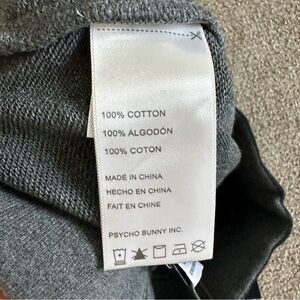 100% COTTON
100% ALGODÓN
100% COTON
MADE IN CHINA
HECHO EN CHINA
FAIT EN CHINE
PSYCHO BUNNY INC.